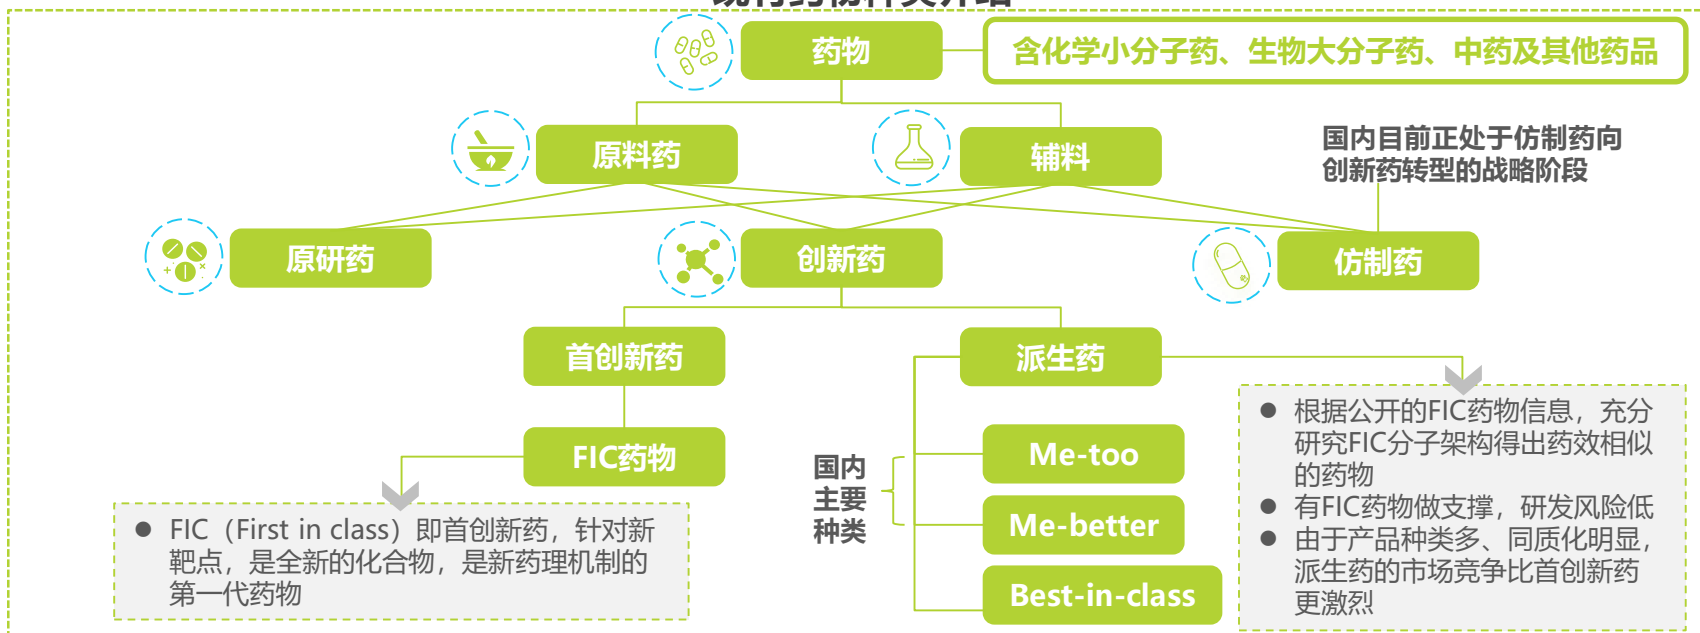 现有药物种类介绍
药物
含化学小分子药、生物大分子药、中药及其他药品
原料药
辅料
国内目前正处于仿制药向
创新药转型的战略阶段
原研药
创新药
仿制药
首创新药
派生药
FIC药物
国内
主要
种类
Me-too
Me-better
Best-in-class
● FIC（First in class）即首创新药，针对新
靶点，是全新的化合物，是新药理机制的
第一代药物
● 根据公开的FIC药物信息，充分
研究FIC分子架构得出药效相似
的药物
● 有FIC药物做支撑，研发风险低
● 由于产品种类多、同质化明显，
派生药的市场竞争比首创新药
更激烈